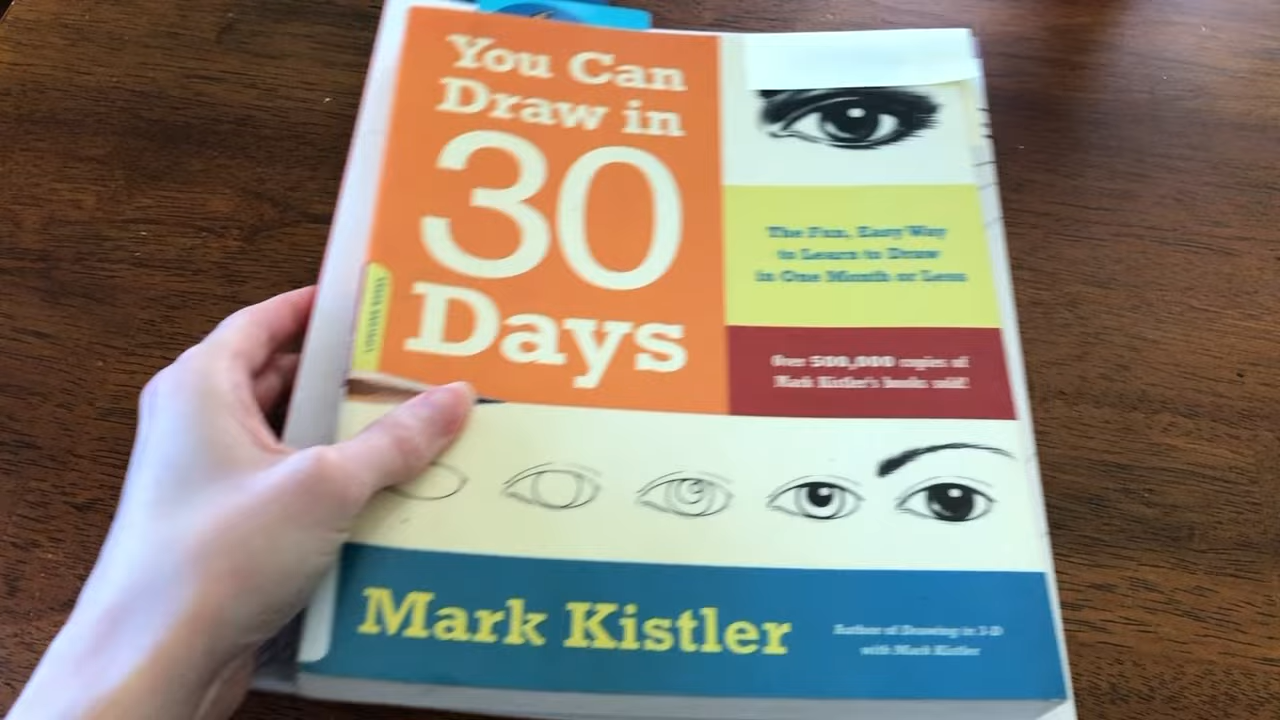 You Can
Draw in
30
Days
The Fun, Easy Way
to Learn to Draw
in One Month or Less
Over 500,000 copies of
Mark Kistler's books sold!
Mark Kistler
Author of Drawing in 3-D
with Mark Kistler